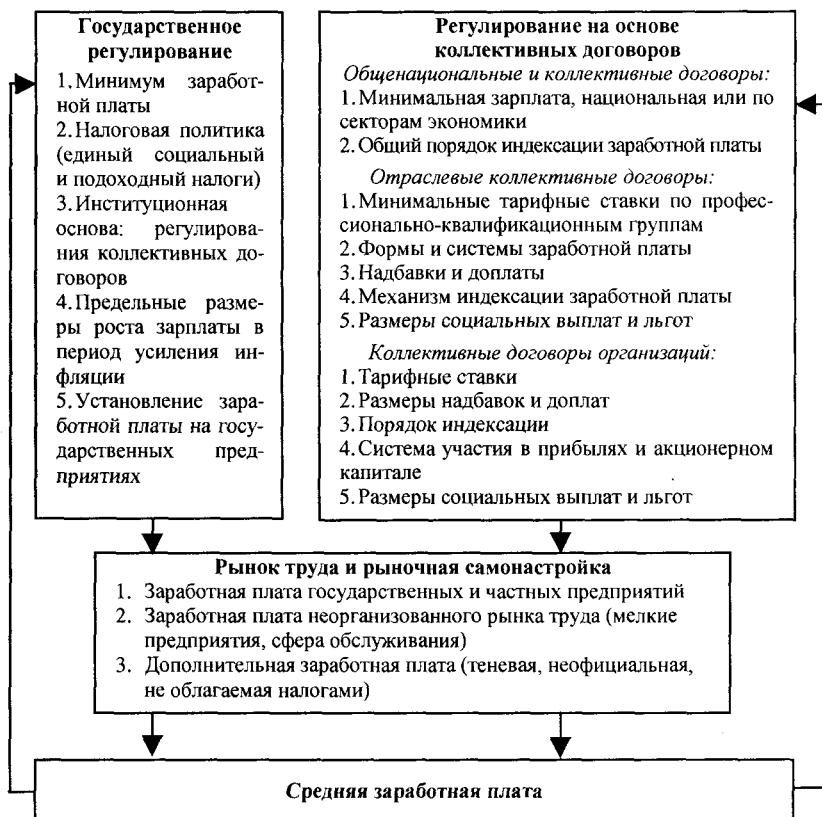 Государственное
регулирование
1. Минимум заработ-
ной платы
2. Налоговая политика
(единый социальный
и подоходный налоги)
3. Институционная
основа: регулирова-
ния коллективных до-
говоров
4. Предельные разме-
ры роста зарплаты в
период усиления ин-
фляции
5. Установление зара-
ботной платы на госу-
дарственных пред-
приятиях
Регулирование на основе
коллективных договоров
Общенациональные и коллективные договоры:
1. Минимальная зарплата, национальная или по
секторам экономики
2. Общий порядок индексации заработной платы
Отраслевые коллективные договоры:
1. Минимальные тарифные ставки по профес-
сионально-квалификационным группам
2. Формы и системы заработной платы
3. Надбавки и доплаты
4. Механизм индексации заработной платы
5. Размеры социальных выплат и льгот
Коллективные договоры организаций:
1. Тарифные ставки
2. Размеры надбавок и доплат
3. Порядок индексации
4. Система участия в прибылях и акционерном
капитале
5. Размеры социальных выплат и льгот
Рынок труда и рыночная самонастройка
1. Заработная плата государственных и частных предприятий
2. Заработная плата неорганизованного рынка труда (мелкие
предприятия, сфера обслуживания)
3. Дополнительная заработная плата (теневая, неофициальная,
не облагаемая налогами)
Средняя заработная плата